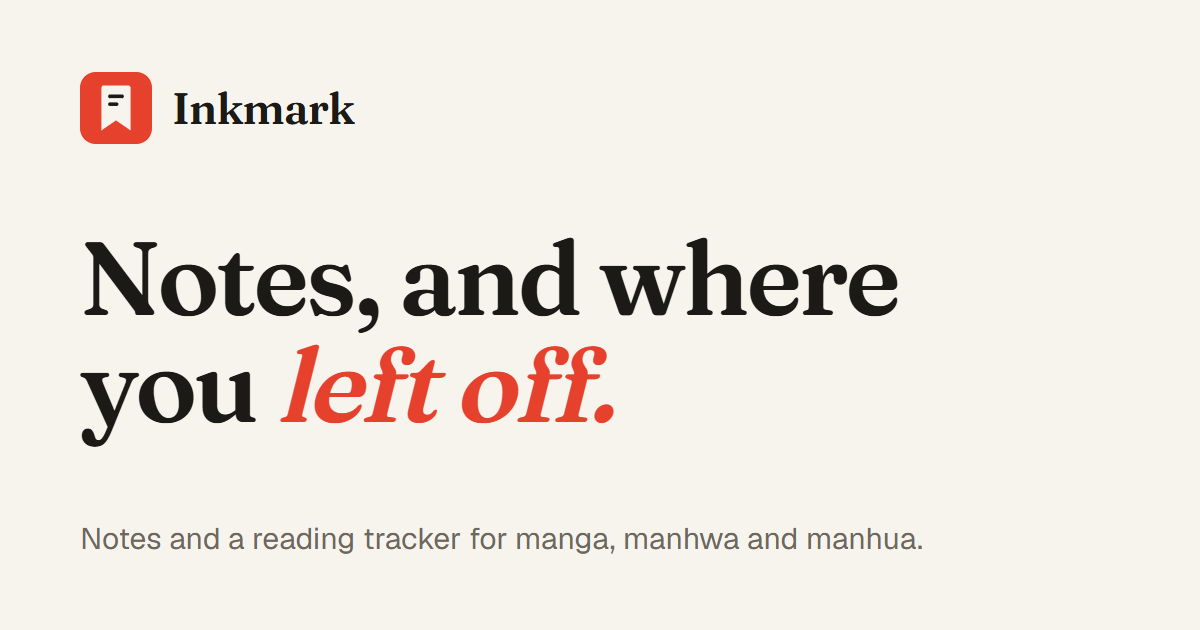 Inkmark
Notes, and where
you left off.
Notes and a reading tracker for manga, manhwa and manhua.